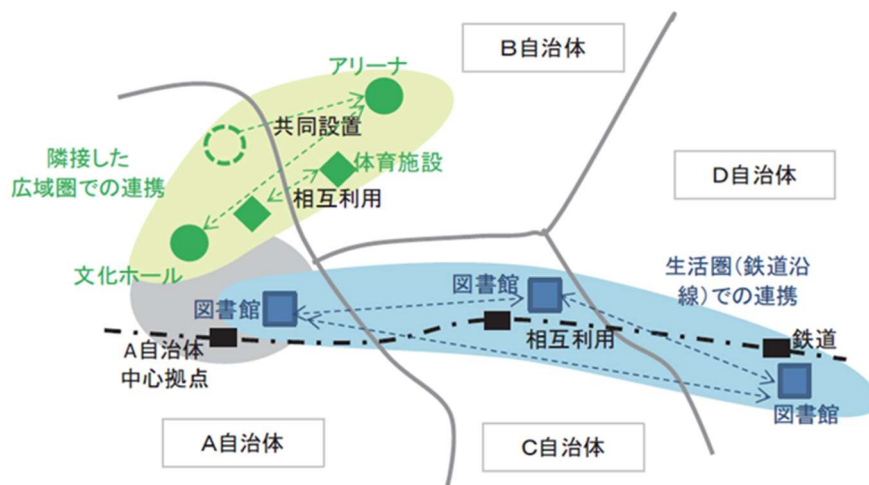 B自治体
アリーナ
共同設置
隣接した
広域圏での連携
体育施設
相互利用
D自治体
文化ホール
生活圏(鉄道沿
線)での連携
図書館
図書館
相互利用
鉄道
A自治体
中心拠点
図書館
A自治体
C自治体